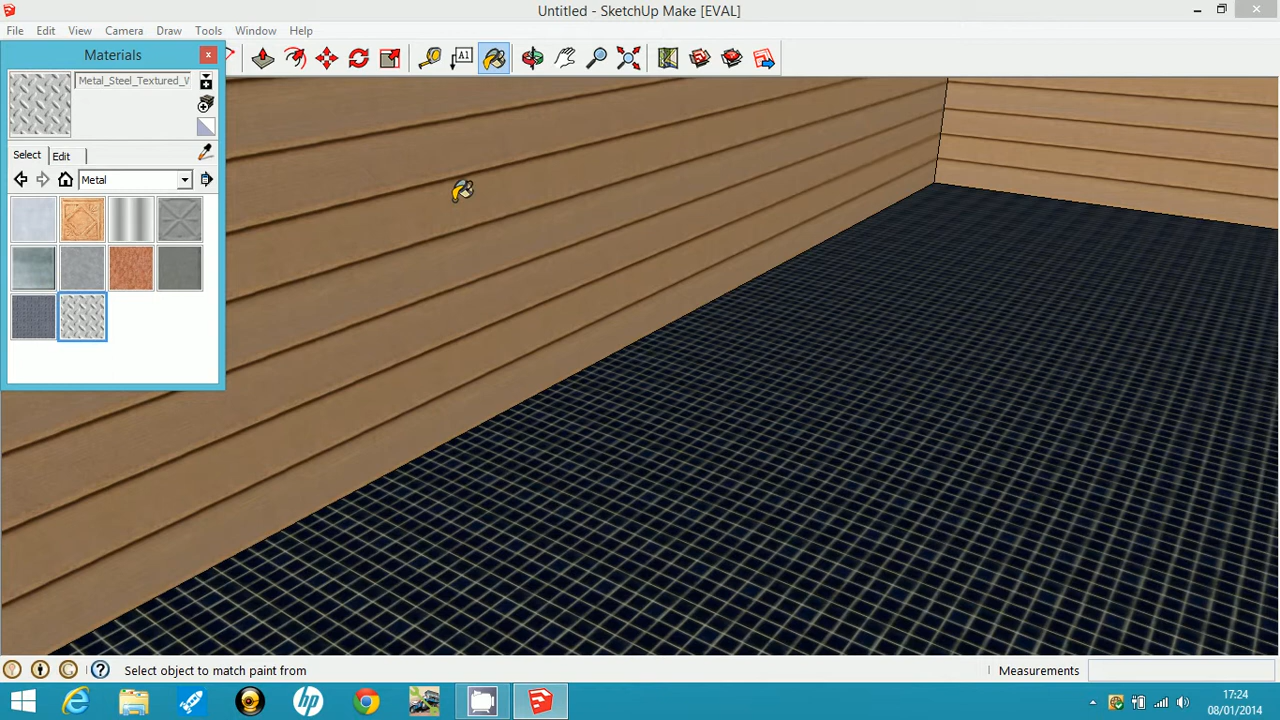 Untitled - SketchUp Make [EVAL]
File Edit View Camera Draw Tools Window Help
Materials
A1
Metal_Steel_Textured_W
Select Edit
Metal
Select object to match paint from
Measurements
17:24
08/01/2014